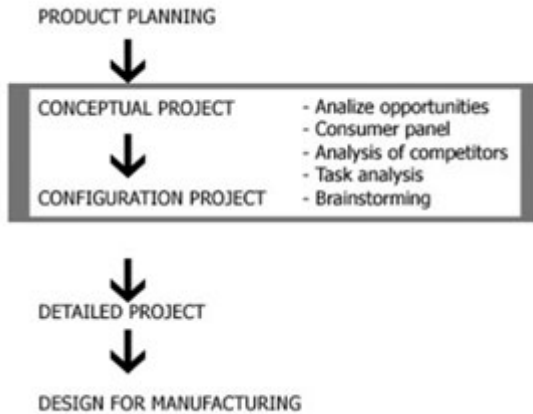 PRODUCT PLANNING
CONCEPTUAL PROJECT
- Analize opportunities
- Consumer panel
- Analysis of competitors
- Task analysis
- Brainstorming
CONFIGURATION PROJECT
DETAILED PROJECT
DESIGN FOR MANUFACTURING